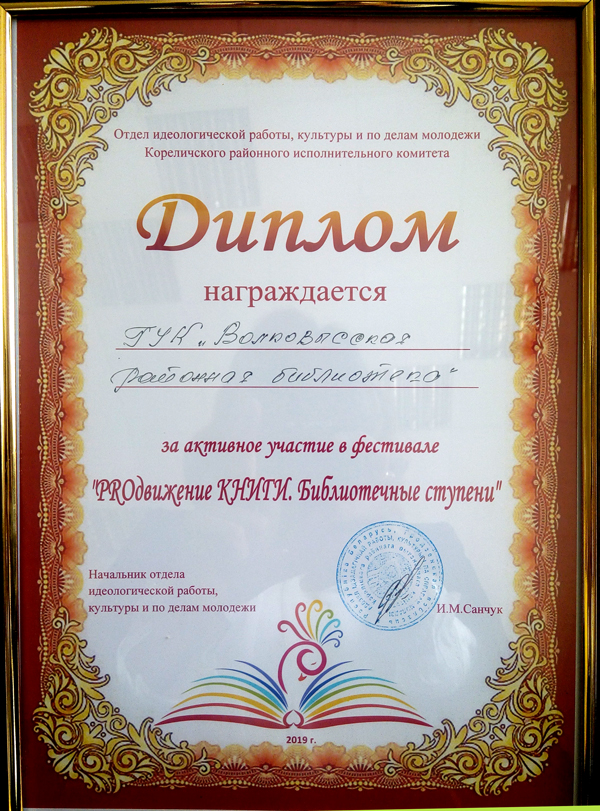 Отдел идеологической работы, культуры и по делам молодежи
Кореличского районного исполнительного комитета
Диплом
награждается
ГУК „Волковысская
районная библиотека"
за активное участие в фестивале
"PROдвижение КНИГИ. Библиотечные ступени"
Начальник отдела
идеологической работы,
культуры и по делам молодежи
И.М.Санчук
2019 г.